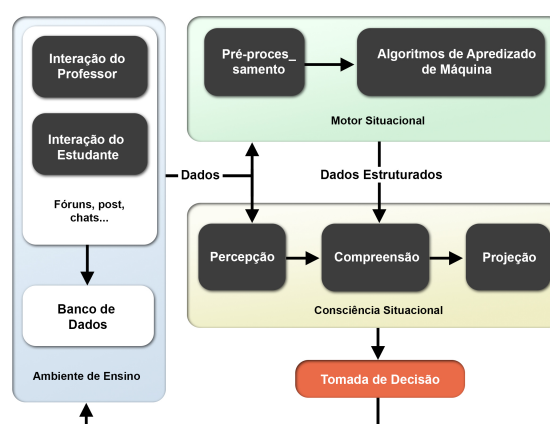 Interação do
Professor
Interação do
Estudante
Fóruns, post,
chats...
Banco de
Dados
Ambiente de Ensino
Dados
Pré-proces_
samento
Algoritmos de Apredizado
de Máquina
Motor Situacional
Dados Estruturados
Percepção
Compreensão
Projeção
Consciência Situacional
Tomada de Decisão